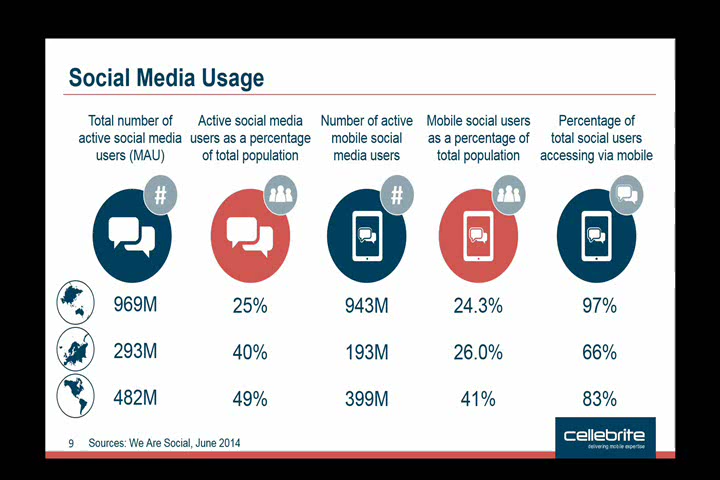 Social Media Usage
Total number of
active social media
users (MAU)
Active social media
users as a percentage
of total population
Number of active
mobile social
media users
Mobile social users
as a percentage of
total population
Percentage of
total social users
accessing via mobile
#
#
969M 25% 943M 24.3% 97%
293M 40% 193M 26.0% 66%
482M 49% 399M 41% 83%
9 Sources: We Are Social, June 2014
cellebrite
delivering mobile expertise